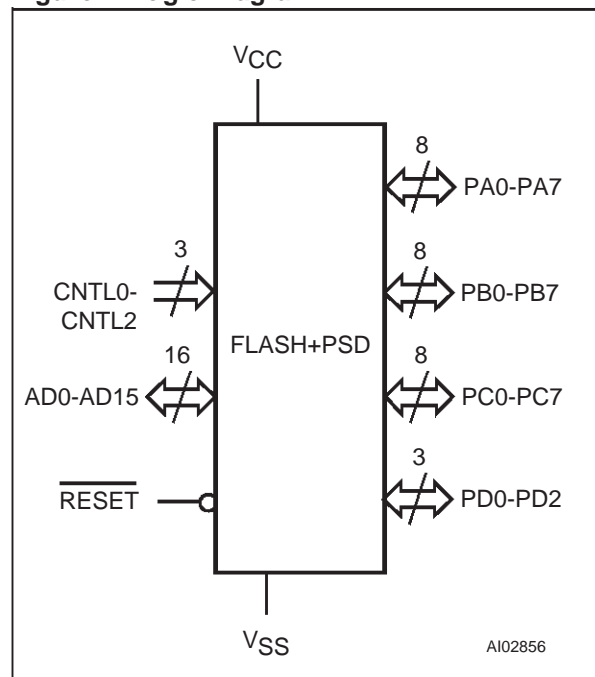 VCC
8
PA0-PA7
3
8
CNTL0-
CNTL2
PB0-PB7
FLASH+PSD
16
8
AD0-AD15
PC0-PC7
3
RESET
PD0-PD2
VSS
AI02856